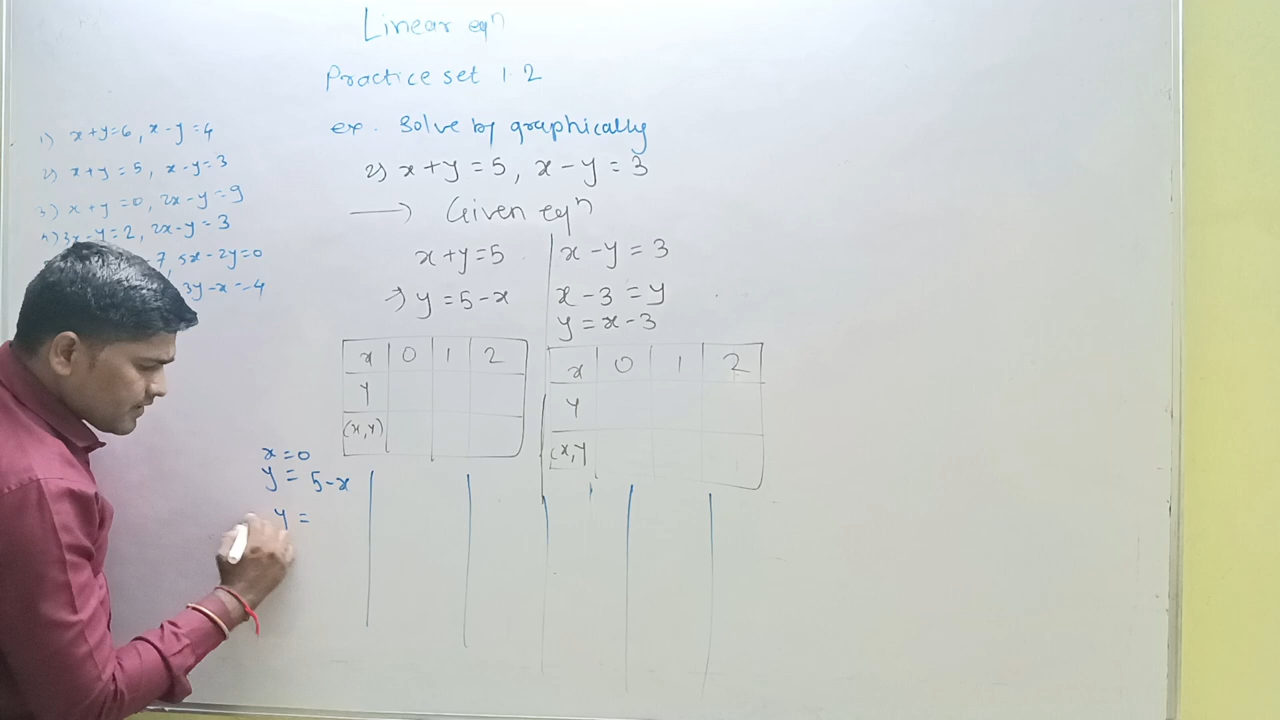 Linear eqn
Practice set 1.2
1) x+y=6, x-y=4
2) x+y=5, x-y=3
3) x+y=0, 2x-y=9
4) 3x-y=2, 2x-y=3
7, 5x-2y=0
3y-x=-4
ex. Solve by graphically
2) x+y=5, x-y=3
→ Given eqn
x+y=5
⇒ y=5-x
x-y=3
x-3=y
y=x-3
x 0 1 2
y
(x,y)
x 0 1 2
y
(x,y
x=0
y= 5-x
y=